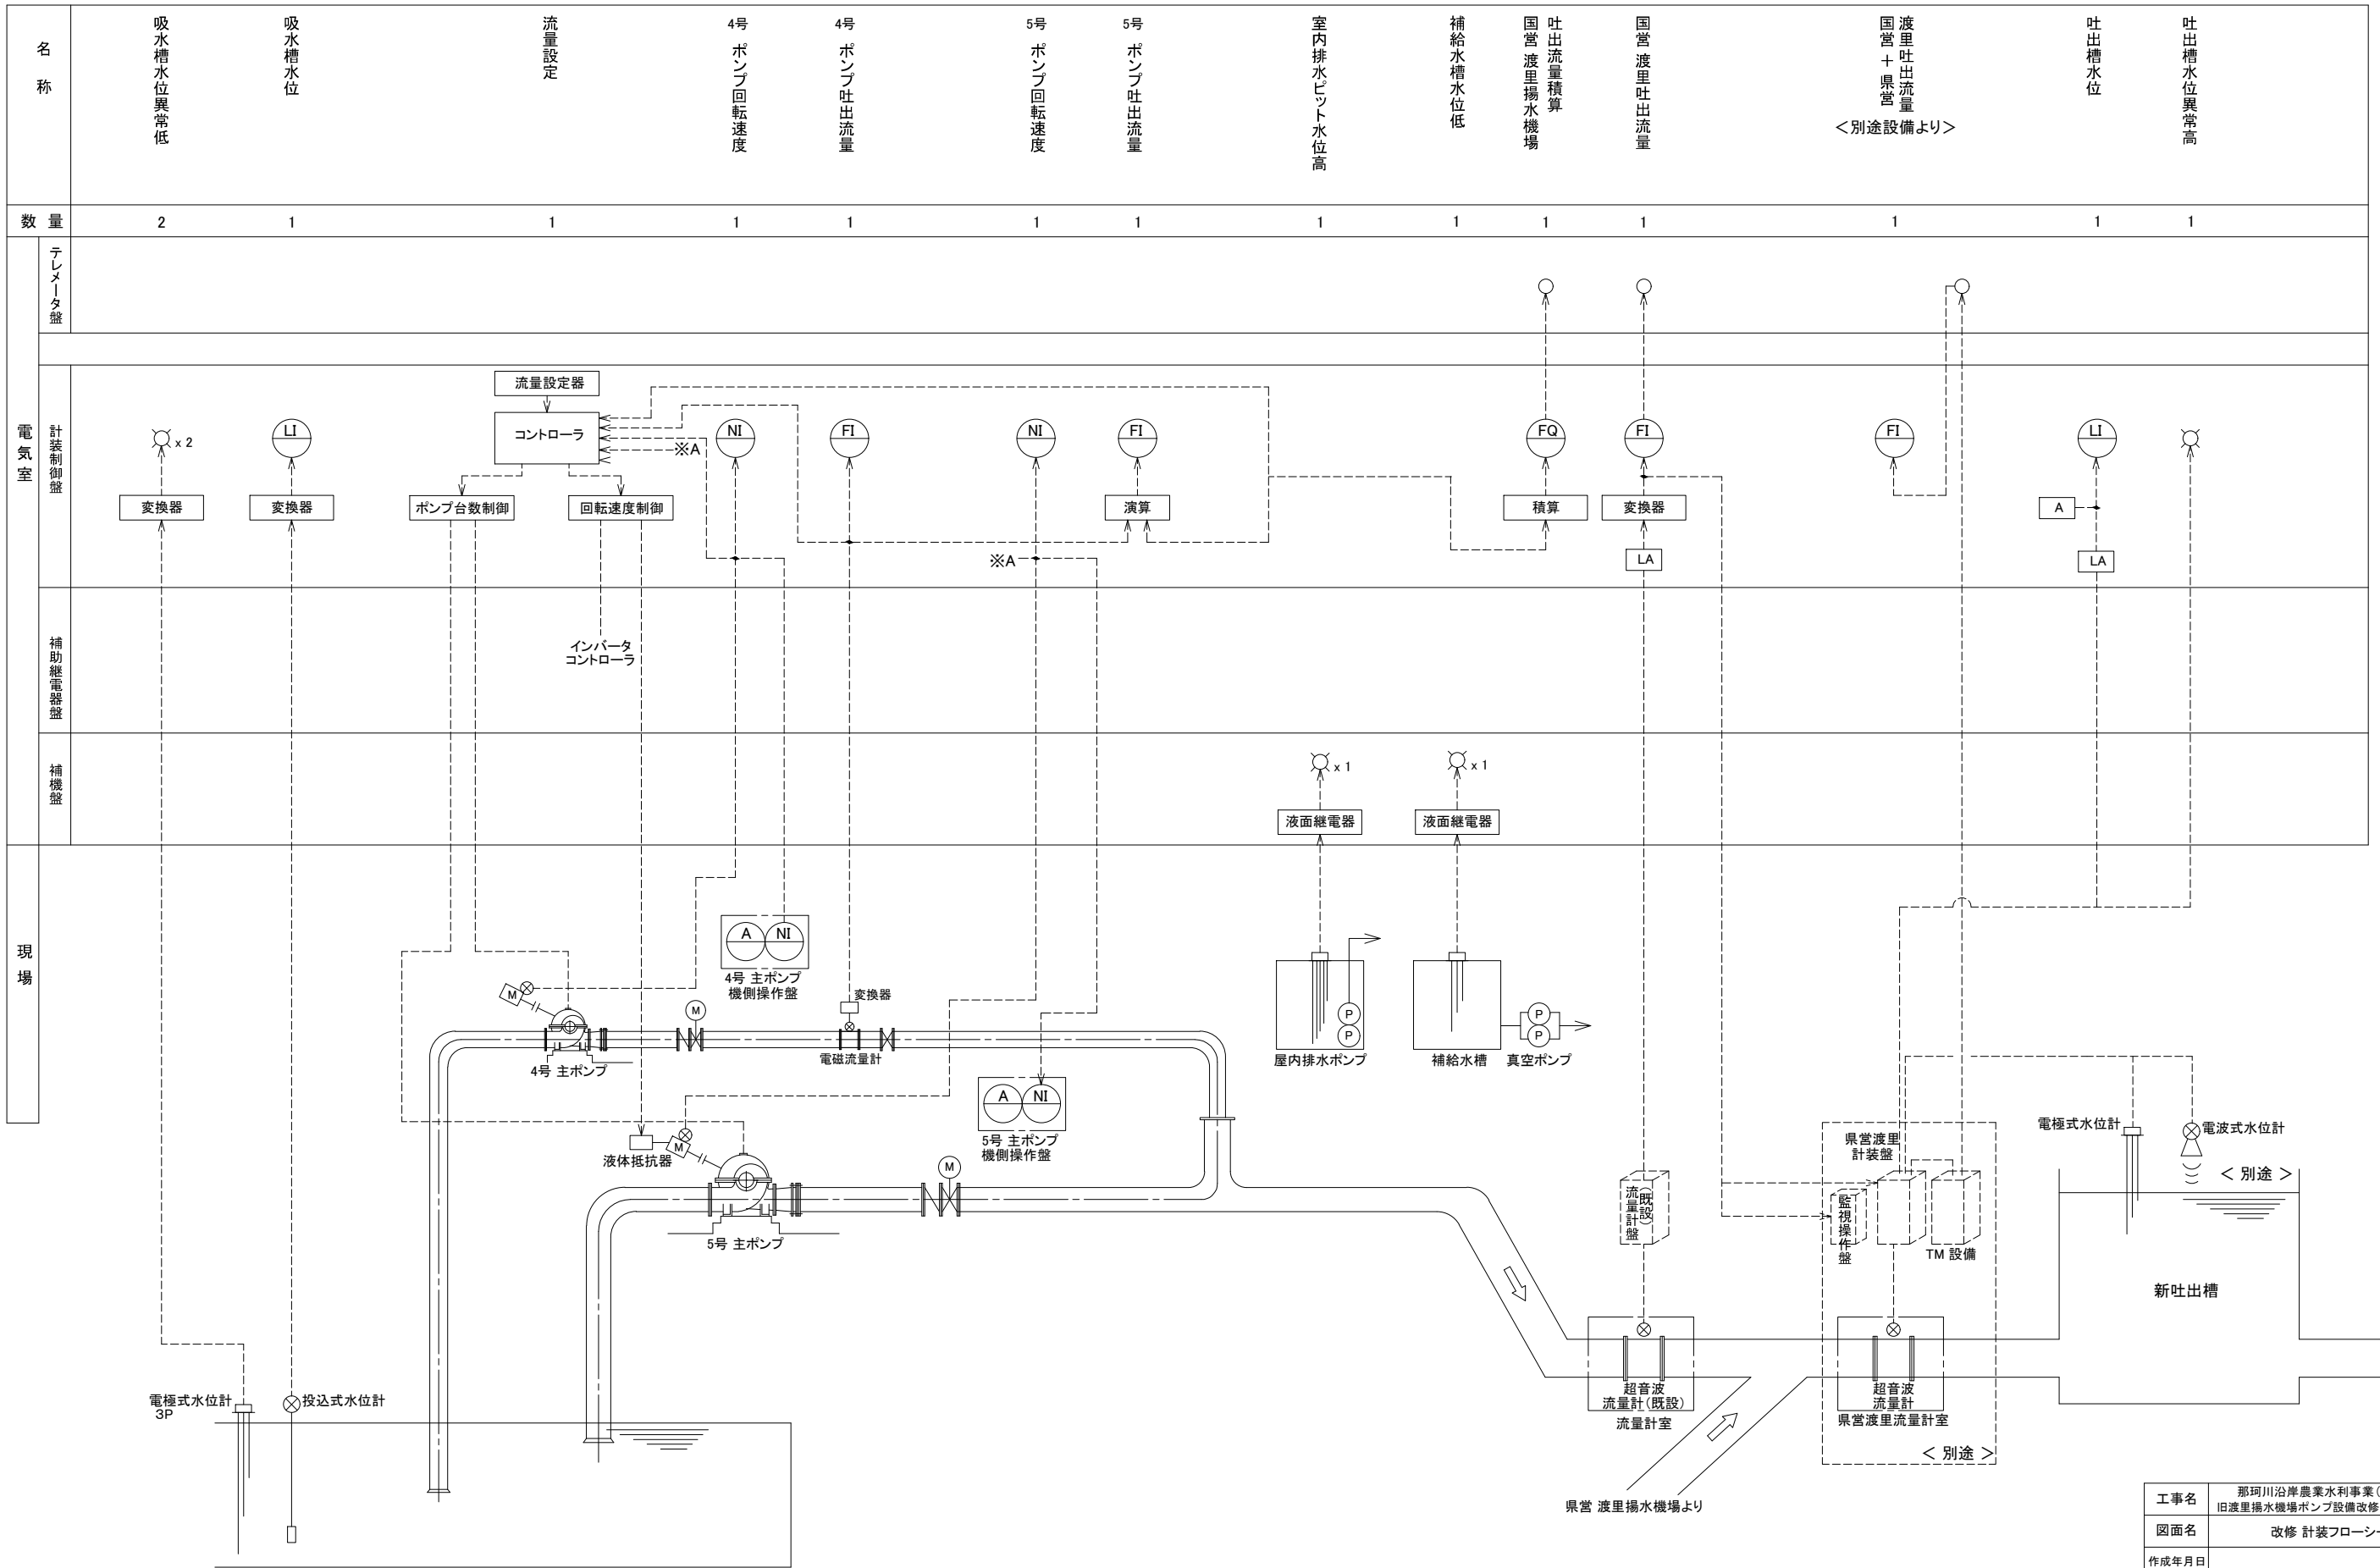 名称
吸水槽水位異常低
吸水槽水位
流量設定
4号 ポンプ回転速度
4号 ポンプ吐出流量
5号 ポンプ回転速度
5号 ポンプ吐出流量
室内排水ピット水位高
補給水槽水位低
国営 渡里揚水機場
吐出流量積算
国営 渡里吐出流量
国営 + 県営
渡里吐出流量
<別途設備より>
吐出槽水位
吐出槽水位異常高
数 量
2
1
1
1
1
1
1
1
1
1
1
1
1
1
電気室
テレメータ盤
計装制御盤
流量設定器
コントローラ
※A
x 2
LI
NI
FI
NI
FI
FQ
FI
FI
LI
変換器
変換器
ポンプ台数制御
回転速度制御
演算
積算
変換器
A
※A
LA
LA
補助継電器盤
インバータ
コントローラ
補機盤
x 1
x 1
液面継電器
液面継電器
現場
A NI
4号 主ポンプ
機側操作盤
M
M
変換器
電磁流量計
4号 主ポンプ
P
P
屋内排水ポンプ
補給水槽
P
P
真空ポンプ
A NI
5号 主ポンプ
機側操作盤
M
液体抵抗器
M
5号 主ポンプ
流量計盤
(既設)
県営渡里
計装盤
監視操作盤
TM 設備
電極式水位計
電波式水位計
< 別途 >
新吐出槽
電極式水位計
3P
投込式水位計
超音波
流量計(既設)
流量計室
超音波
流量計
県営渡里流量計室
< 別途 >
県営 渡里揚水機場より
工事名
那珂川沿岸農業水利事業(
旧渡里揚水機場ポンプ設備改修
図面名
改修 計装フローシー
作成年月日